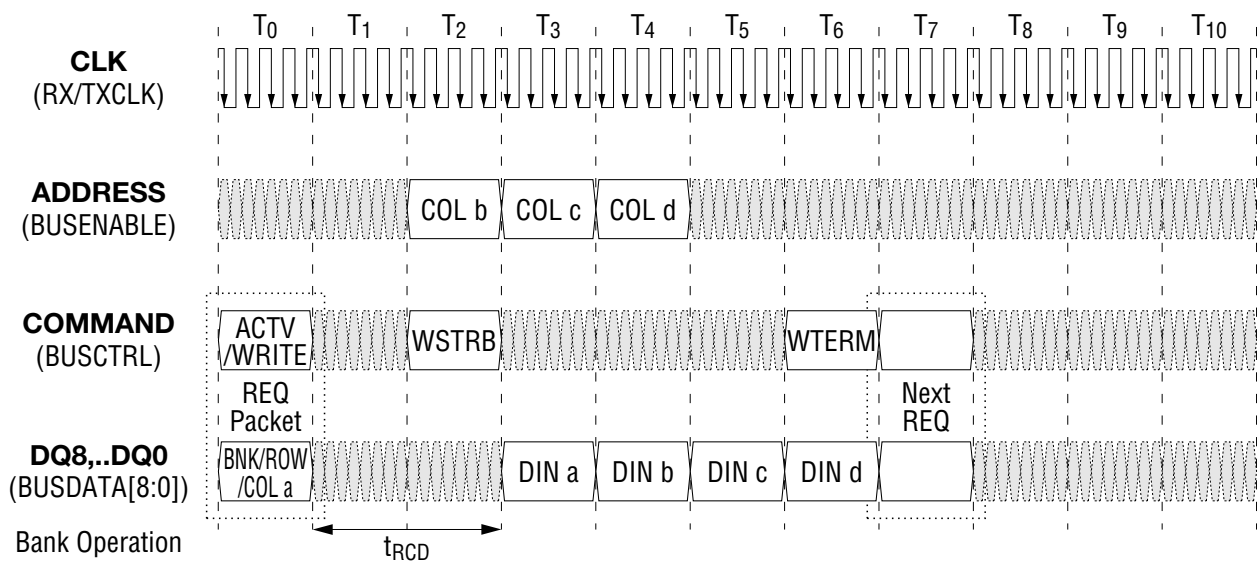 T0 T1 T2 T3 T4 T5 T6 T7 T8 T9 T10
CLK
(RX/TXCLK)
ADDRESS
(BUSENABLE)
COL b COL c COL d
COMMAND
(BUSCTRL)
ACTV
/WRITE
WSTRB
WTERM
REQ
Packet
Next
REQ
DQ8,..DQ0
(BUSDATA[8:0])
BNK/ROW
/COL a
DIN a DIN b DIN c DIN d
Bank Operation
tRCD